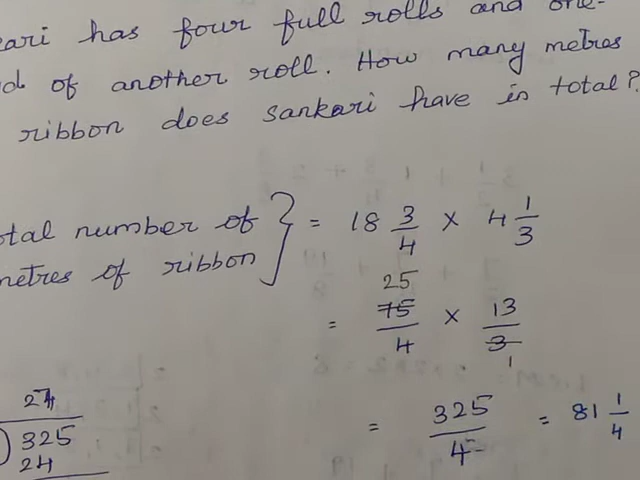 kari has four full rolls and one-
d of another roll. How many metres
ribbon does sankari have in total?
otal number of } = 18 3/4 × 4 1/3
metres of ribbon
25
= 75/4 × 13/3
1
= 325/4 = 81 1/4
27
325
24